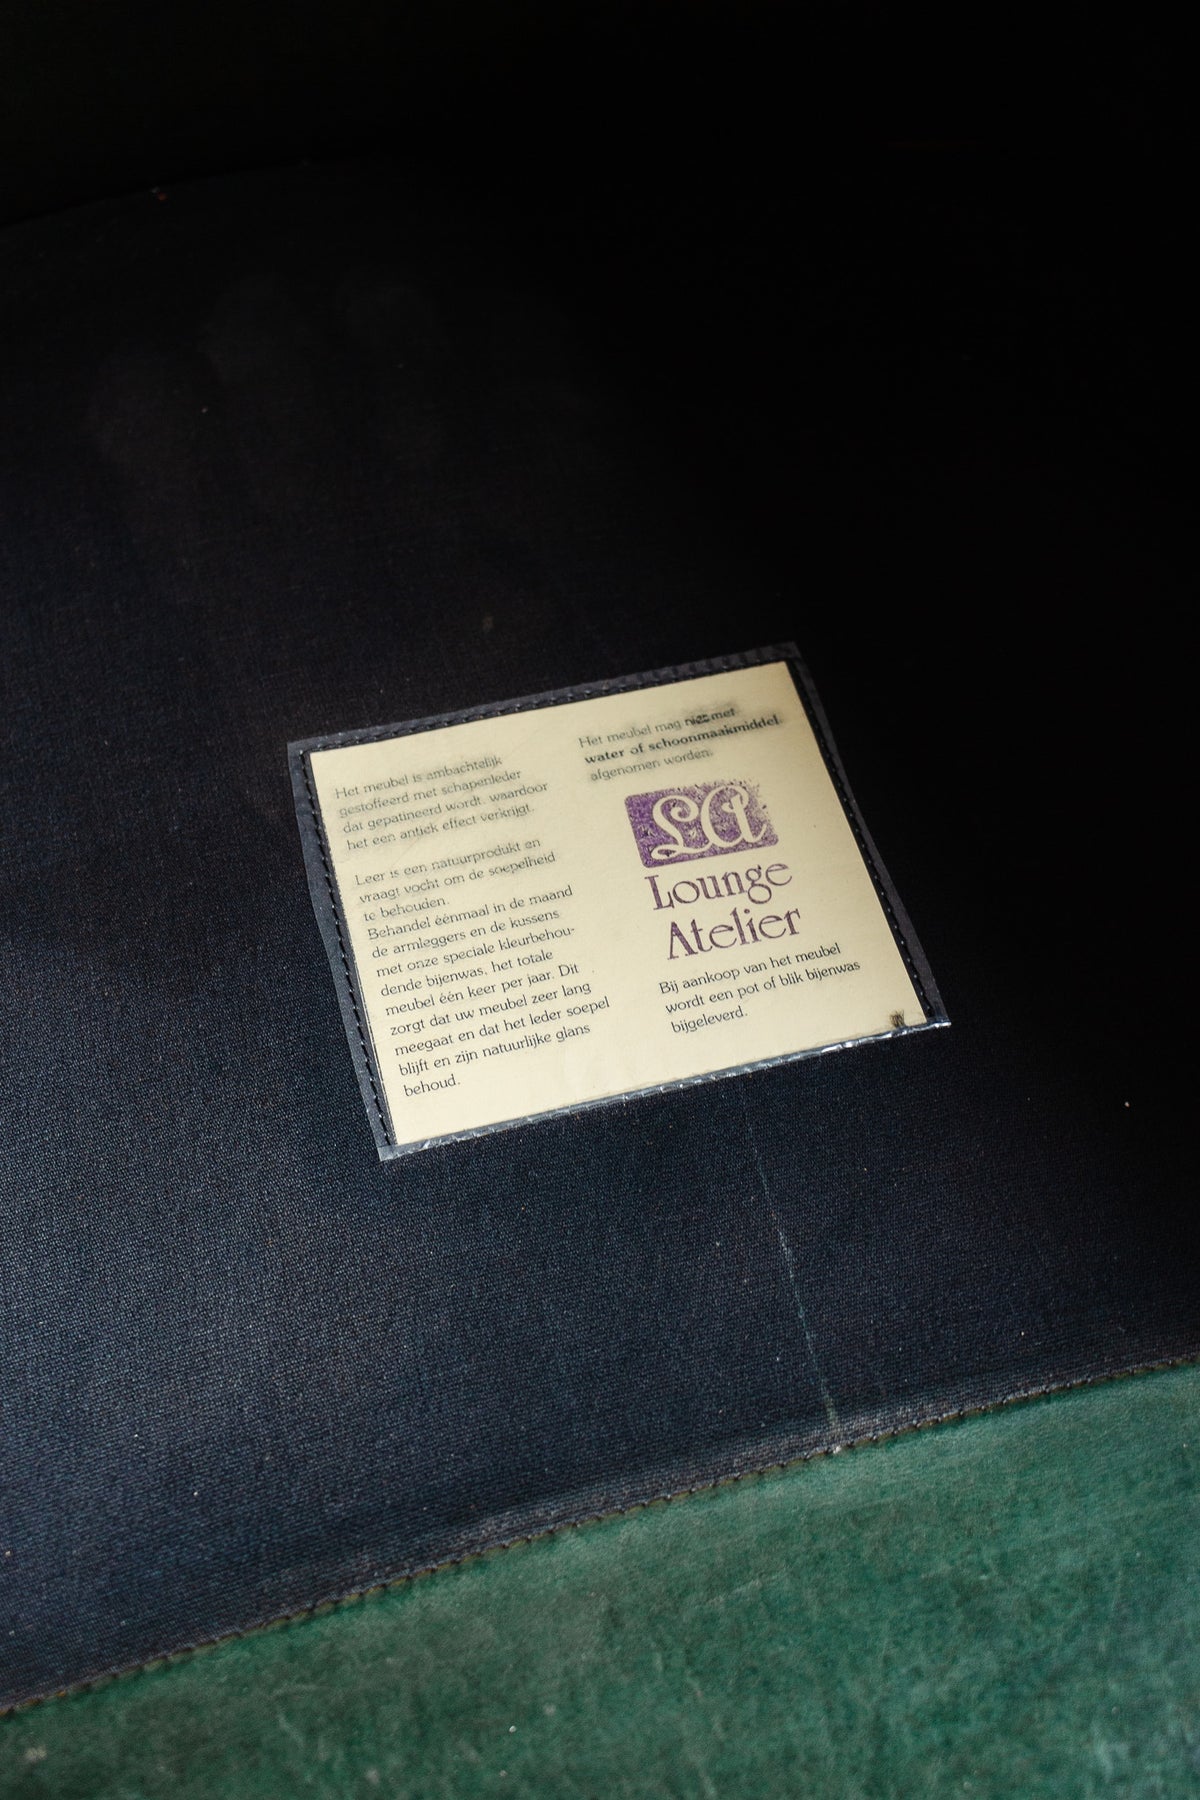 Het meubel is ambachtelijk
gestoffeerd met schapenleder
dat gepatineerd wordt, waardoor
het een antiek effect verkrijgt.
Leer is een natuurprodukt en
vraagt vocht om de soepelheid
te behouden.
Behandel éénmaal in de maand
de armleggers en de kussens
met onze speciale kleurbehou-
dende bijenwas, het totale
meubel één keer per jaar. Dit
zorgt dat uw meubel zeer lang
meegaat en dat het leder soepel
blijft en zijn natuurlijke glans
behoud.
Het meubel mag niet met
water of schoonmaakmiddel
afgenomen worden.
LA
Lounge
Atelier
Bij aankoop van het meubel
wordt een pot of blik bijenwas
bijgeleverd.